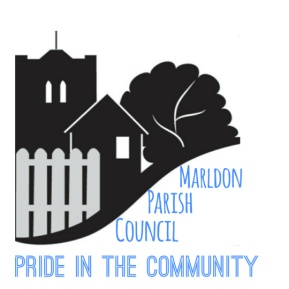 MARLDON
PARISH
COUNCIL
PRIDE IN THE COMMUNITY